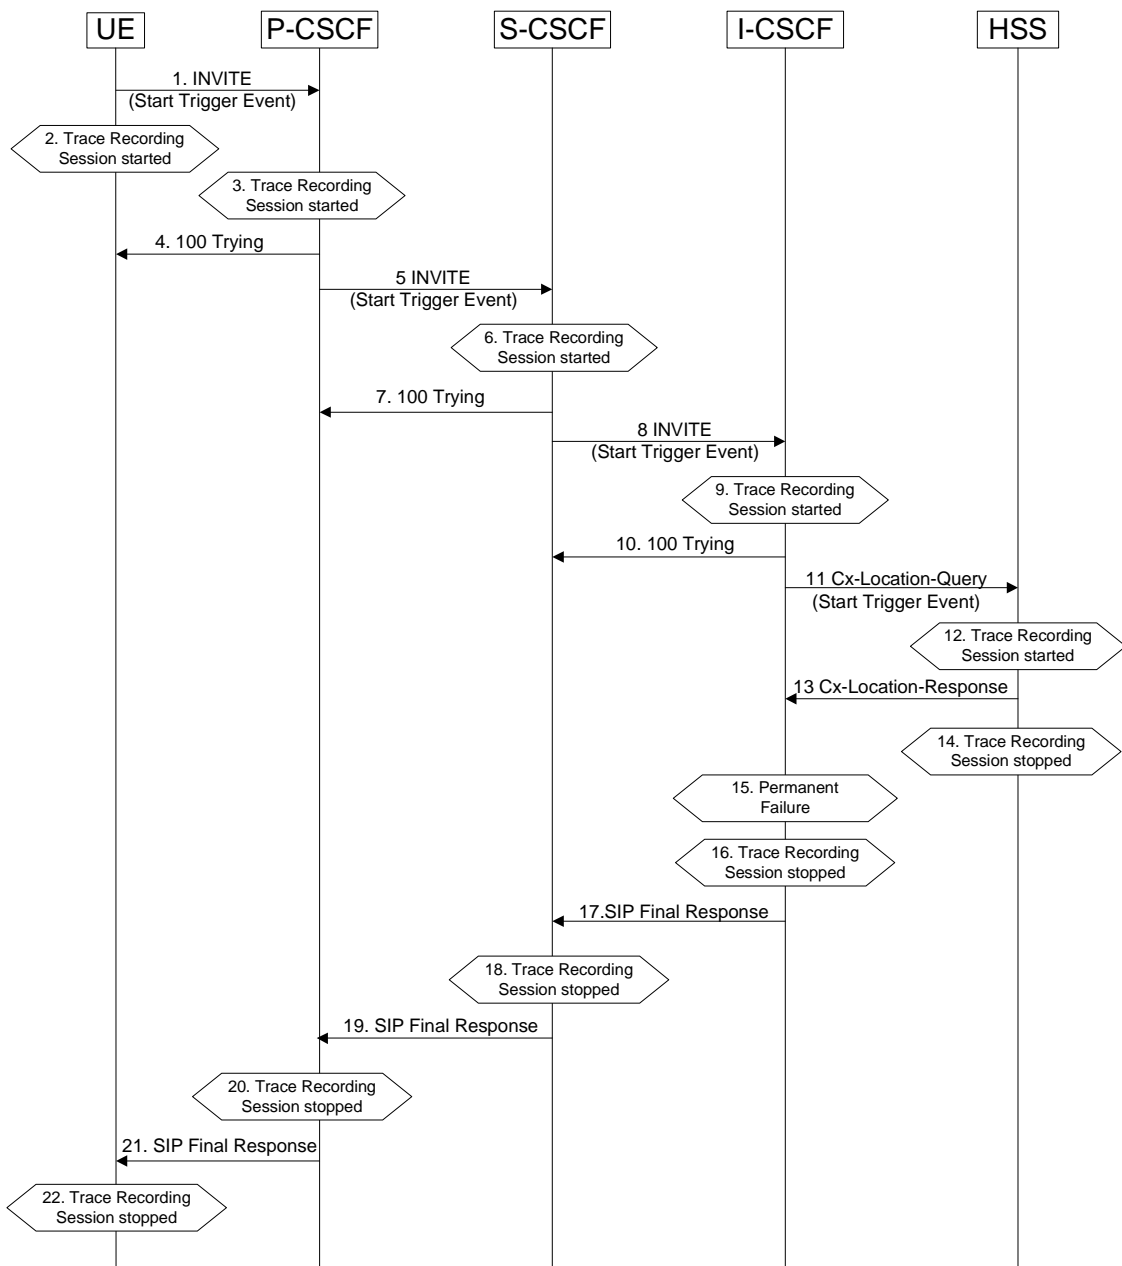 UE
P-CSCF
S-CSCF
I-CSCF
HSS
1. INVITE
(Start Trigger Event)
2. Trace Recording
Session started
3. Trace Recording
Session started
4. 100 Trying
5 INVITE
(Start Trigger Event)
6. Trace Recording
Session started
7. 100 Trying
8 INVITE
(Start Trigger Event)
9. Trace Recording
Session started
10. 100 Trying
11 Cx-Location-Query
(Start Trigger Event)
12. Trace Recording
Session started
13 Cx-Location-Response
14. Trace Recording
Session stopped
15. Permanent
Failure
16. Trace Recording
Session stopped
17.SIP Final Response
18. Trace Recording
Session stopped
19. SIP Final Response
20. Trace Recording
Session stopped
21. SIP Final Response
22. Trace Recording
Session stopped